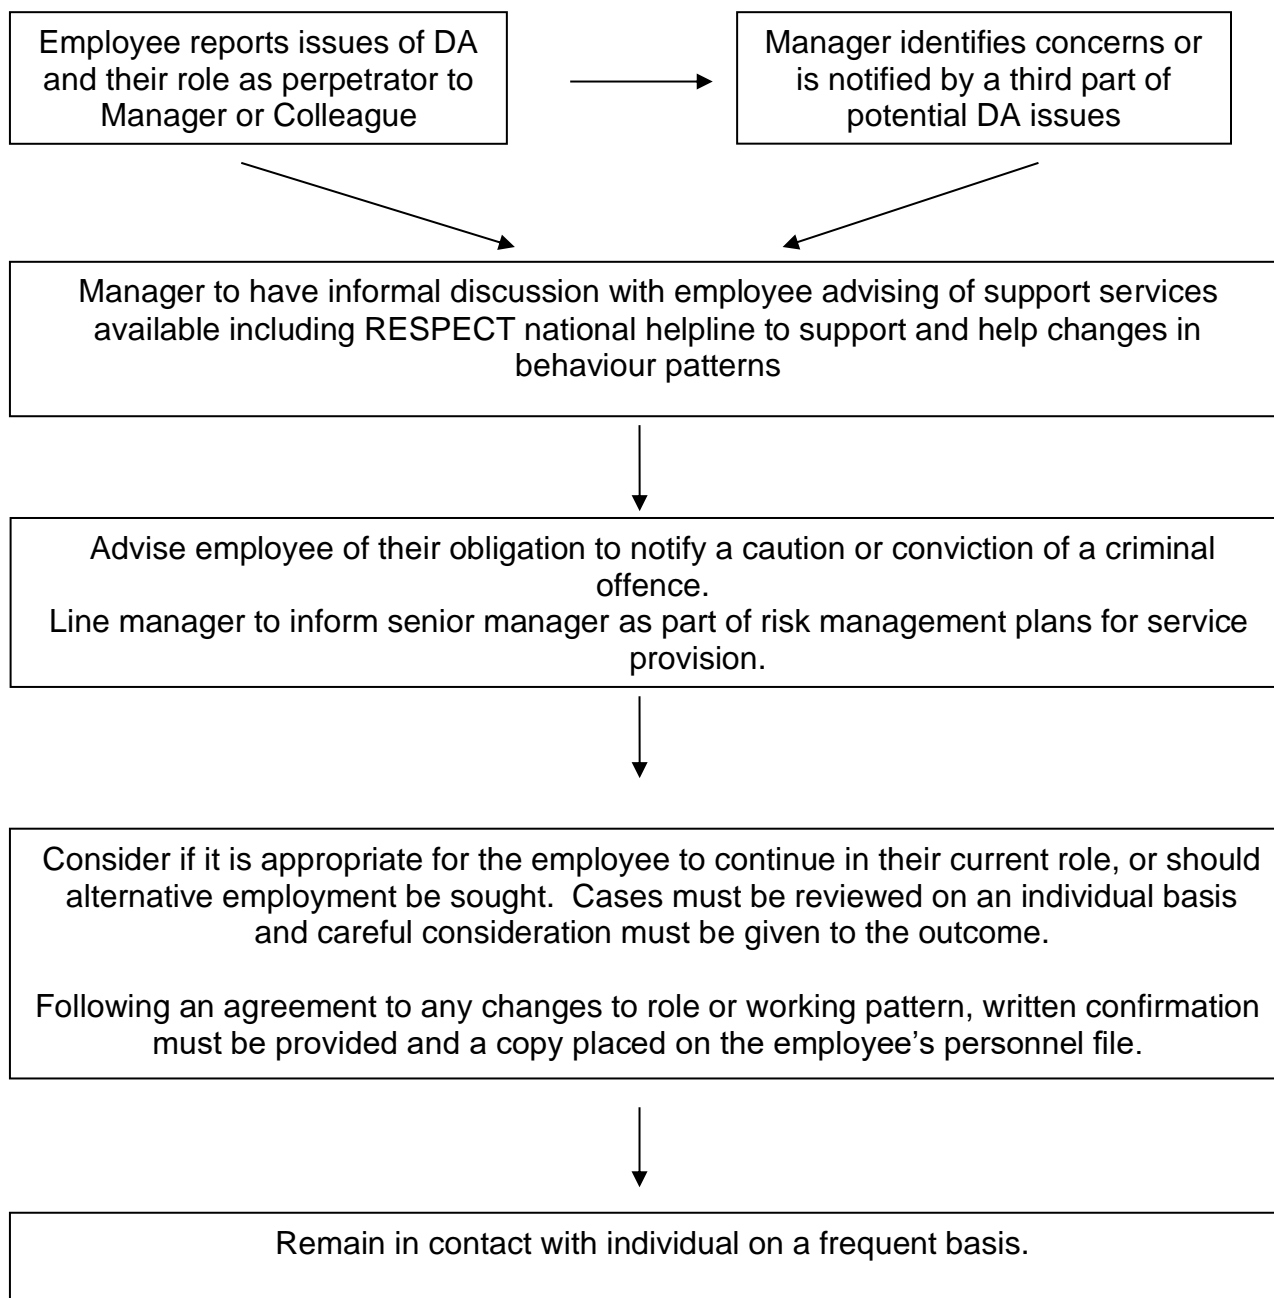 Employee reports issues of DA
and their role as perpetrator to
Manager or Colleague
Manager identifies concerns or
is notified by a third part of
potential DA issues
Manager to have informal discussion with employee advising of support services
available including RESPECT national helpline to support and help changes in
behaviour patterns
Advise employee of their obligation to notify a caution or conviction of a criminal
offence.
Line manager to inform senior manager as part of risk management plans for service
provision.
Consider if it is appropriate for the employee to continue in their current role, or should
alternative employment be sought.  Cases must be reviewed on an individual basis
and careful consideration must be given to the outcome.
Following an agreement to any changes to role or working pattern, written confirmation
must be provided and a copy placed on the employee’s personnel file.
Remain in contact with individual on a frequent basis.